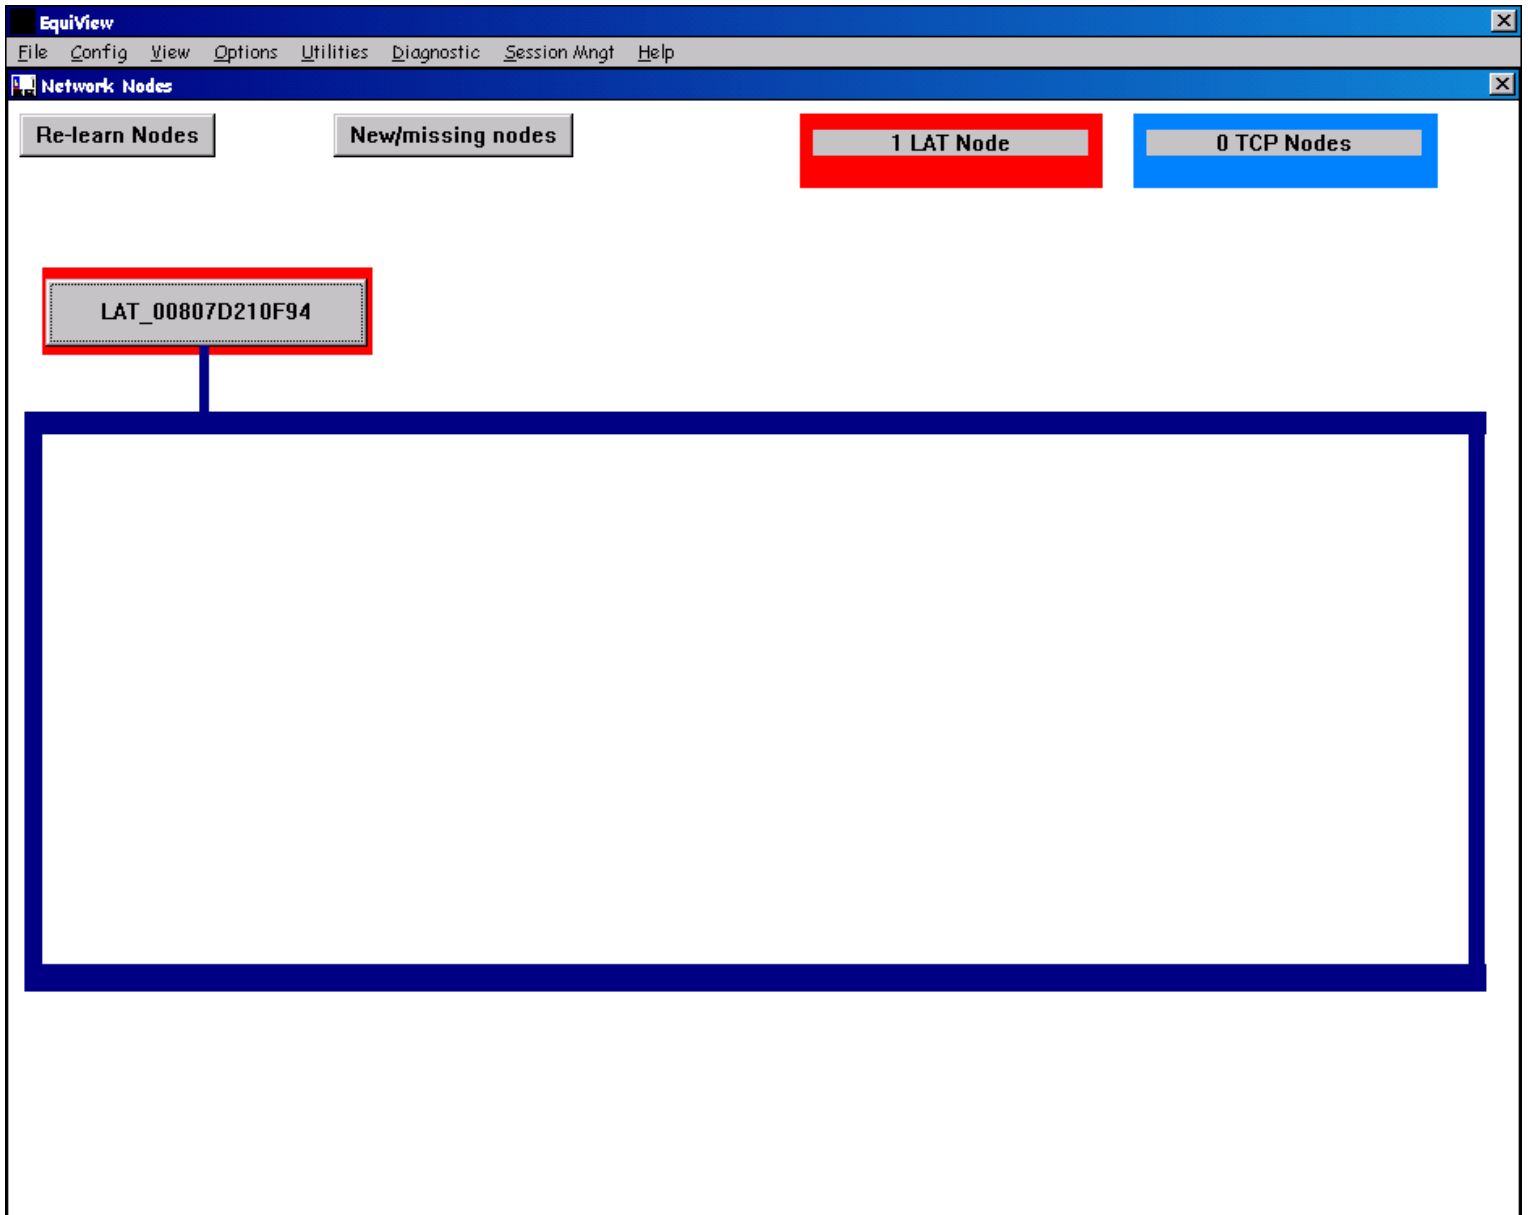 EquiView
File Config View Options Utilities Diagnostic Session Mngt Help
Network Nodes
Re-learn Nodes New/missing nodes 1 LAT Node 0 TCP Nodes
LAT_00807D210F94